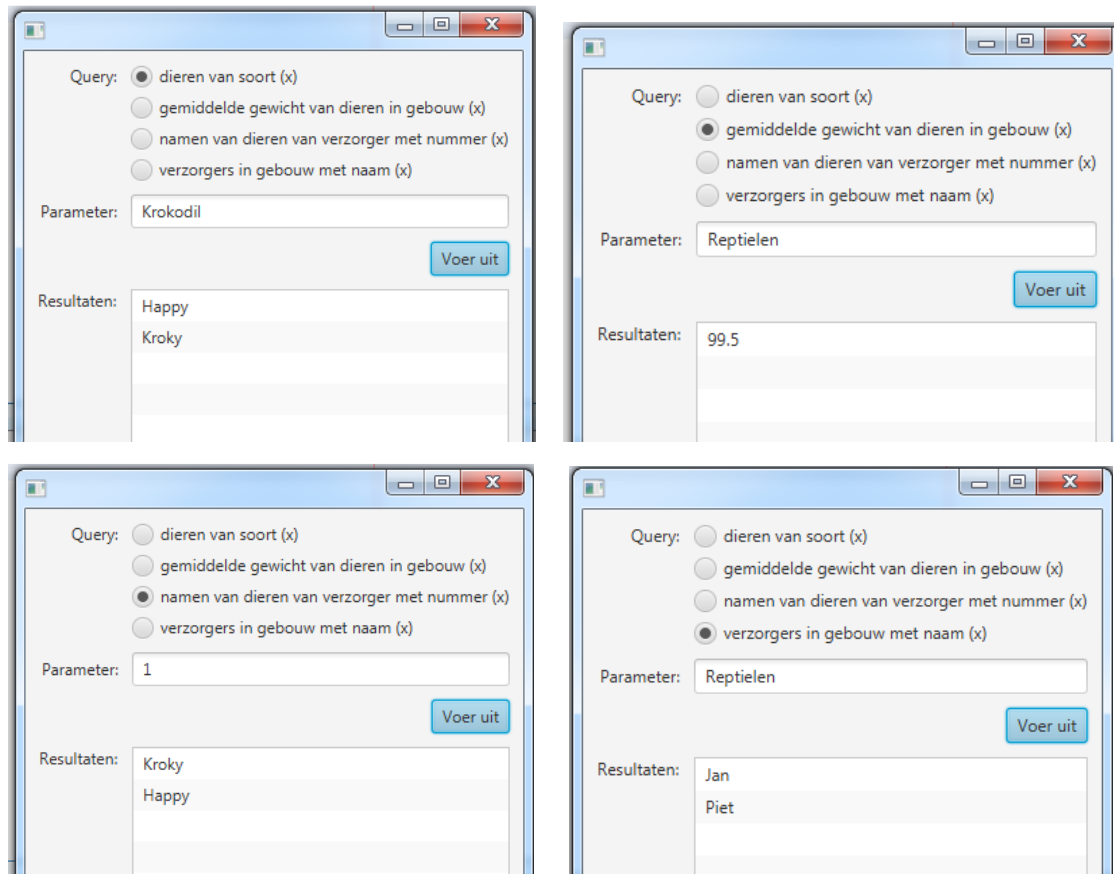 Query: dieren van soort (x)
gemiddelde gewicht van dieren in gebouw (x)
namen van dieren van verzorger met nummer (x)
verzorgers in gebouw met naam (x)
Parameter: Krokodil
Voer uit
Resultaten: Happy
Kroky
Query: dieren van soort (x)
gemiddelde gewicht van dieren in gebouw (x)
namen van dieren van verzorger met nummer (x)
verzorgers in gebouw met naam (x)
Parameter: Reptielen
Voer uit
Resultaten: 99.5
Query: dieren van soort (x)
gemiddelde gewicht van dieren in gebouw (x)
namen van dieren van verzorger met nummer (x)
verzorgers in gebouw met naam (x)
Parameter: 1
Voer uit
Resultaten: Kroky
Happy
Query: dieren van soort (x)
gemiddelde gewicht van dieren in gebouw (x)
namen van dieren van verzorger met nummer (x)
verzorgers in gebouw met naam (x)
Parameter: Reptielen
Voer uit
Resultaten: Jan
Piet